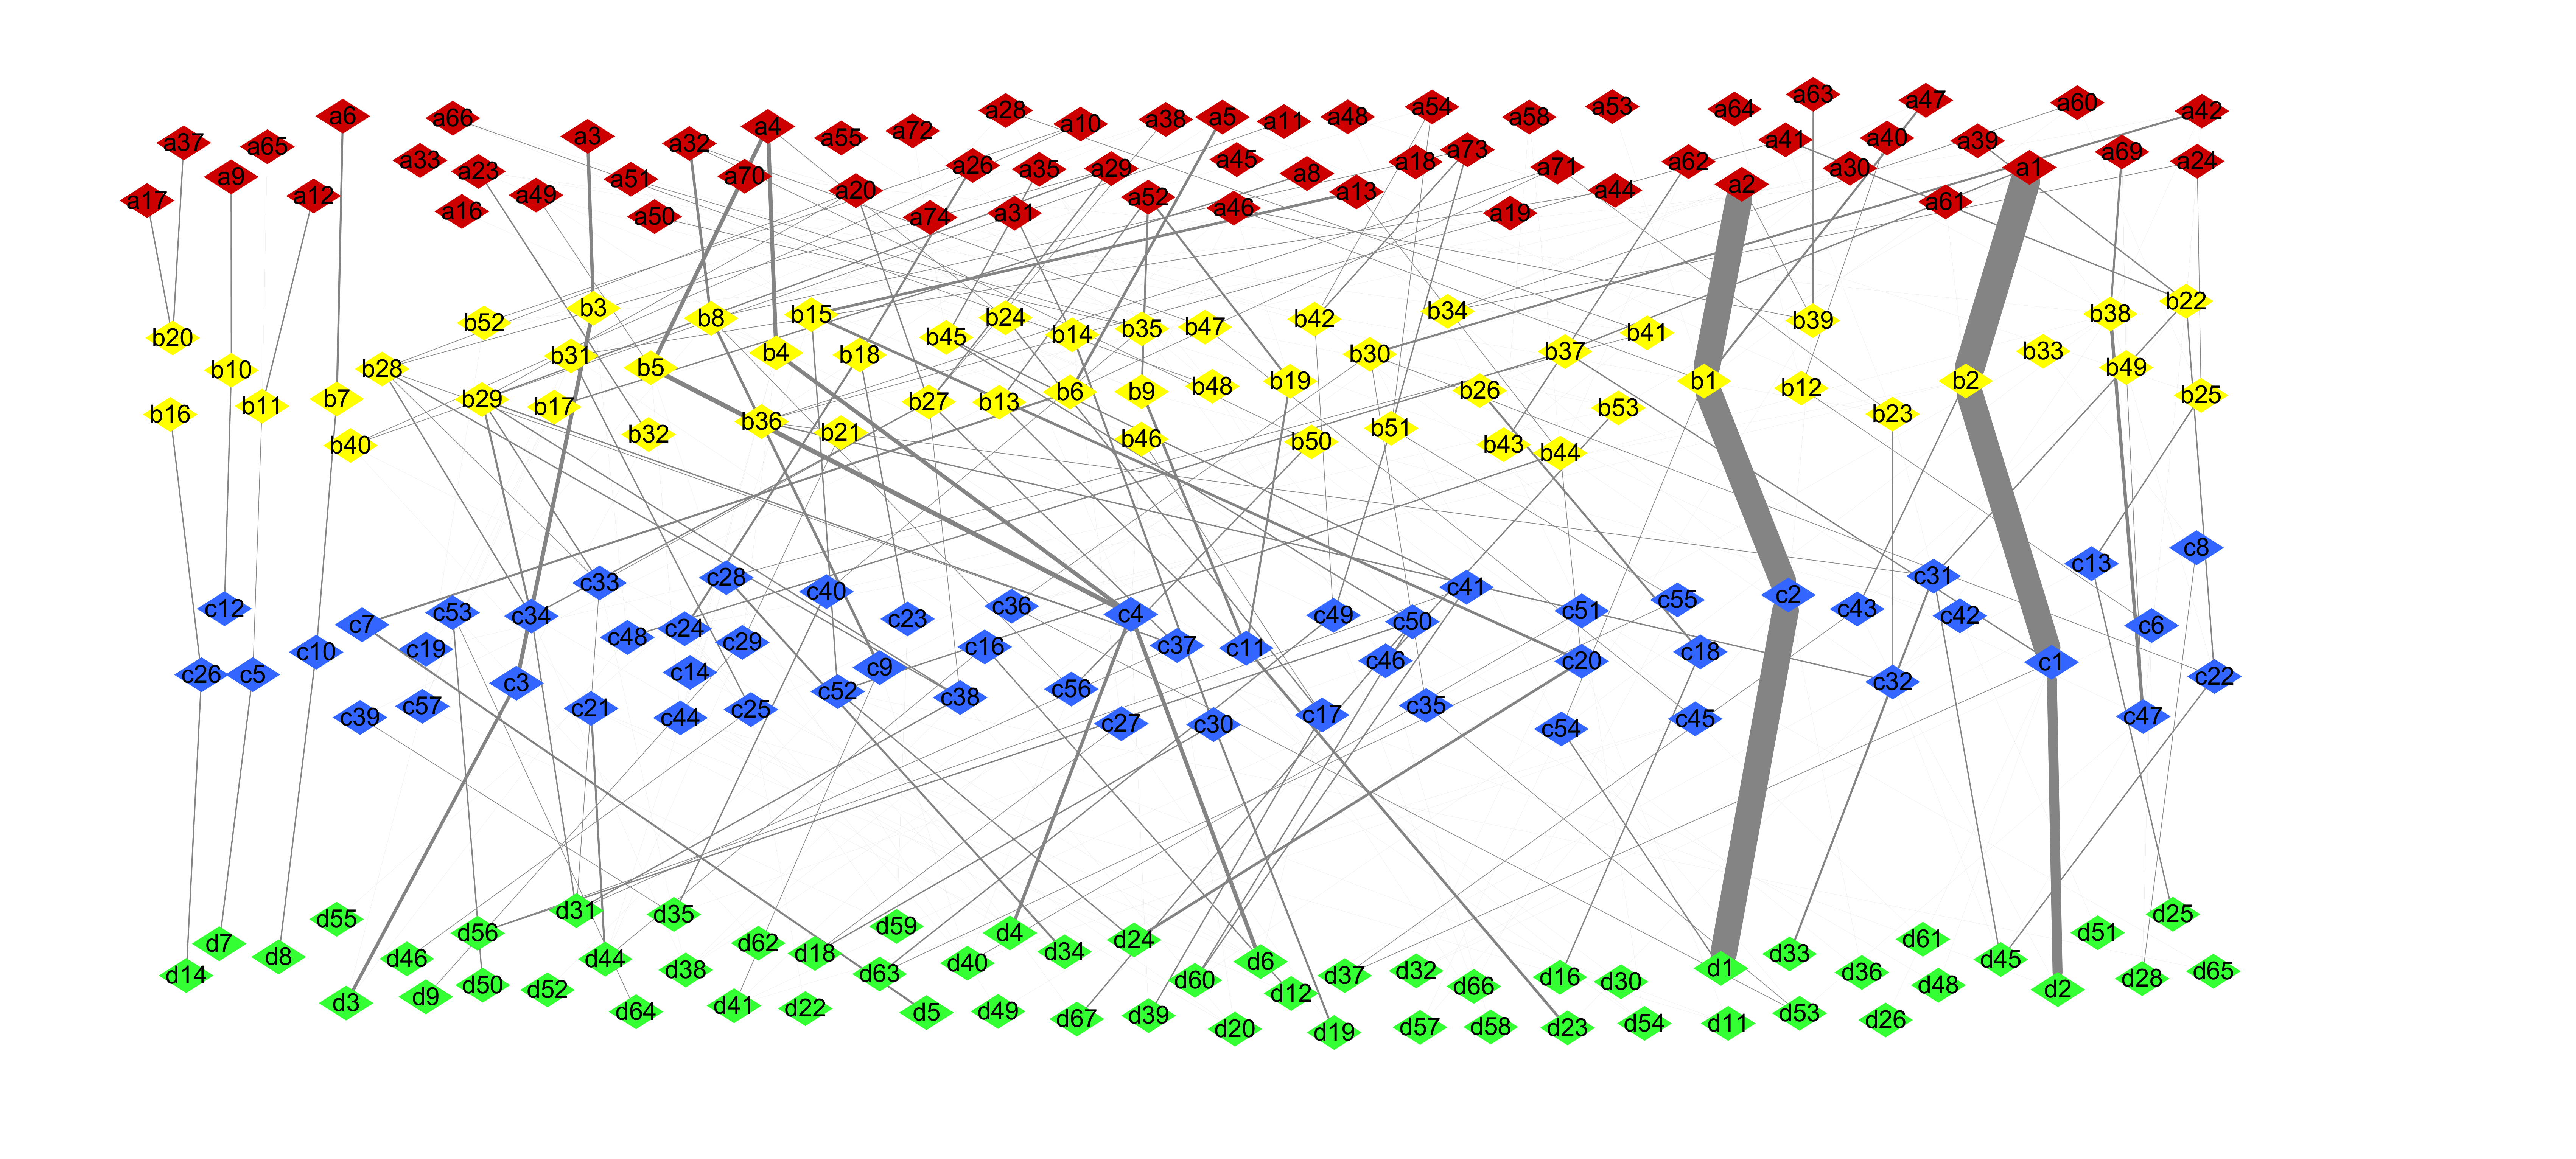 a37 a65 a6 a66 a3 a32 a4 a55 a72 a28 a10 a38 a5 a11 a48 a54 a58 a53 a64 a63 a47 a60 a42
a17 a9 a12 a33 a23 a49 a51 a70 a26 a35 a29 a45 a8 a18 a73 a71 a62 a41 a40 a39 a69
a16 a50 a20 a74 a31 a52 a46 a13 a19 a44 a2 a30 a61 a1 a24
b20 b52 b3 b8 b15 b18 b45 b24 b14 b35 b47 b42 b34 b41 b39 b38 b22
b10 b28 b31 b5 b4 b30 b37 b33 b49
b16 b11 b7 b29 b17 b27 b13 b6 b9 b48 b19 b26 b53 b1 b12 b23 b2 b25
b40 b32 b36 b21 b46 b50 b51 b43 b44
c12 c7 c53 c34 c33 c28 c40 c23 c36 c4 c49 c50 c41 c51 c55 c2 c43 c31 c42 c13 c8
c26 c5 c10 c19 c3 c48 c24 c14 c29 c9 c16 c37 c11 c46 c20 c18 c32 c1 c6 c22
c39 c57 c21 c44 c25 c52 c38 c56 c27 c30 c17 c35 c54 c45 c47
d7 d55 d56 d31 d35 d62 d18 d59 d4 d34 d24 d33 d61 d51 d25
d14 d8 d46 d50 d44 d38 d63 d40 d60 d6 d37 d32 d66 d16 d30 d1 d36 d48 d45 d28 d65
d3 d9 d52 d64 d41 d22 d5 d49 d67 d39 d20 d12 d19 d57 d58 d23 d54 d11 d53 d26 d2